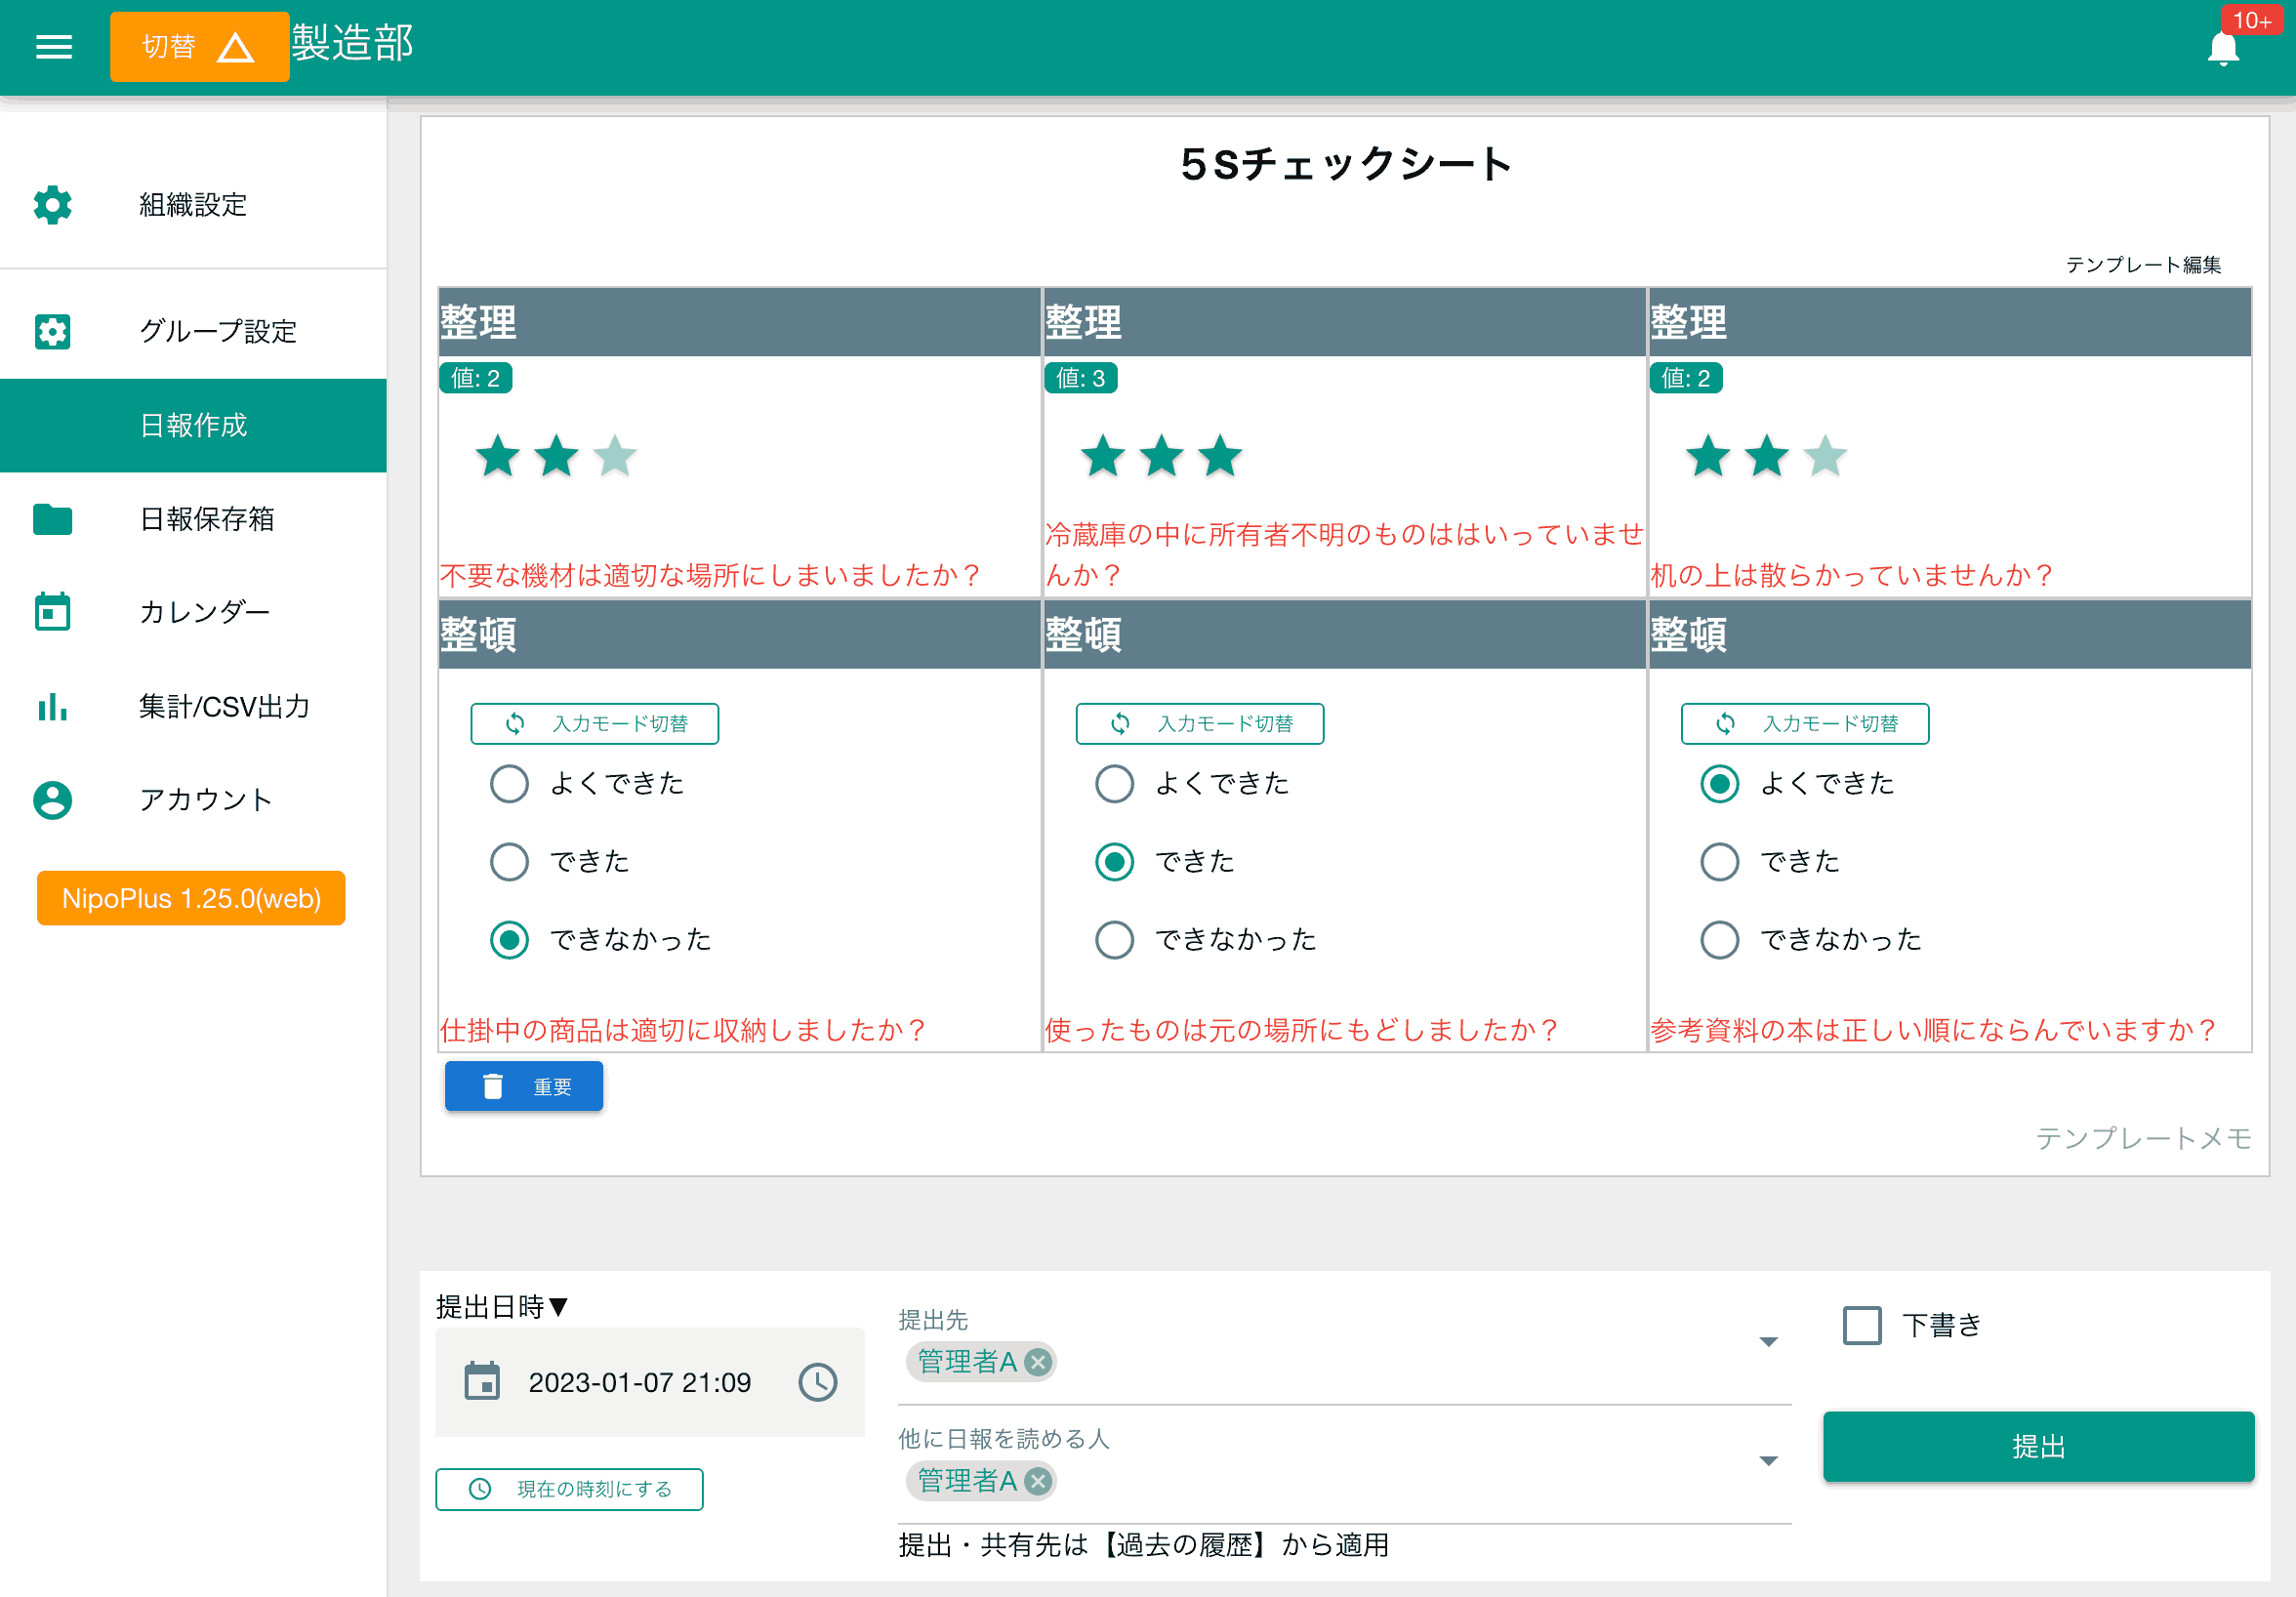 切替
製造部
10+
組織設定
グループ設定
日報作成
日報保存箱
カレンダー
集計/CSV出力
アカウント
NipoPlus 1.25.0(web)
５Sチェックシート
テンプレート編集
整理
値: 2
不要な機材は適切な場所にしまいましたか？
整理
値: 3
冷蔵庫の中に所有者不明のものははいっていませ
んか？
整理
値: 2
机の上は散らかっていませんか？
整頓
入力モード切替
よくできた
できた
できなかった
仕掛中の商品は適切に収納しましたか？
整頓
入力モード切替
よくできた
できた
できなかった
使ったものは元の場所にもどしましたか？
整頓
入力モード切替
よくできた
できた
できなかった
参考資料の本は正しい順にならんでいますか？
重要
テンプレートメモ
提出日時▼
2023-01-07 21:09
現在の時刻にする
提出先
管理者A
他に日報を読める人
管理者A
提出・共有先は【過去の履歴】から適用
下書き
提出